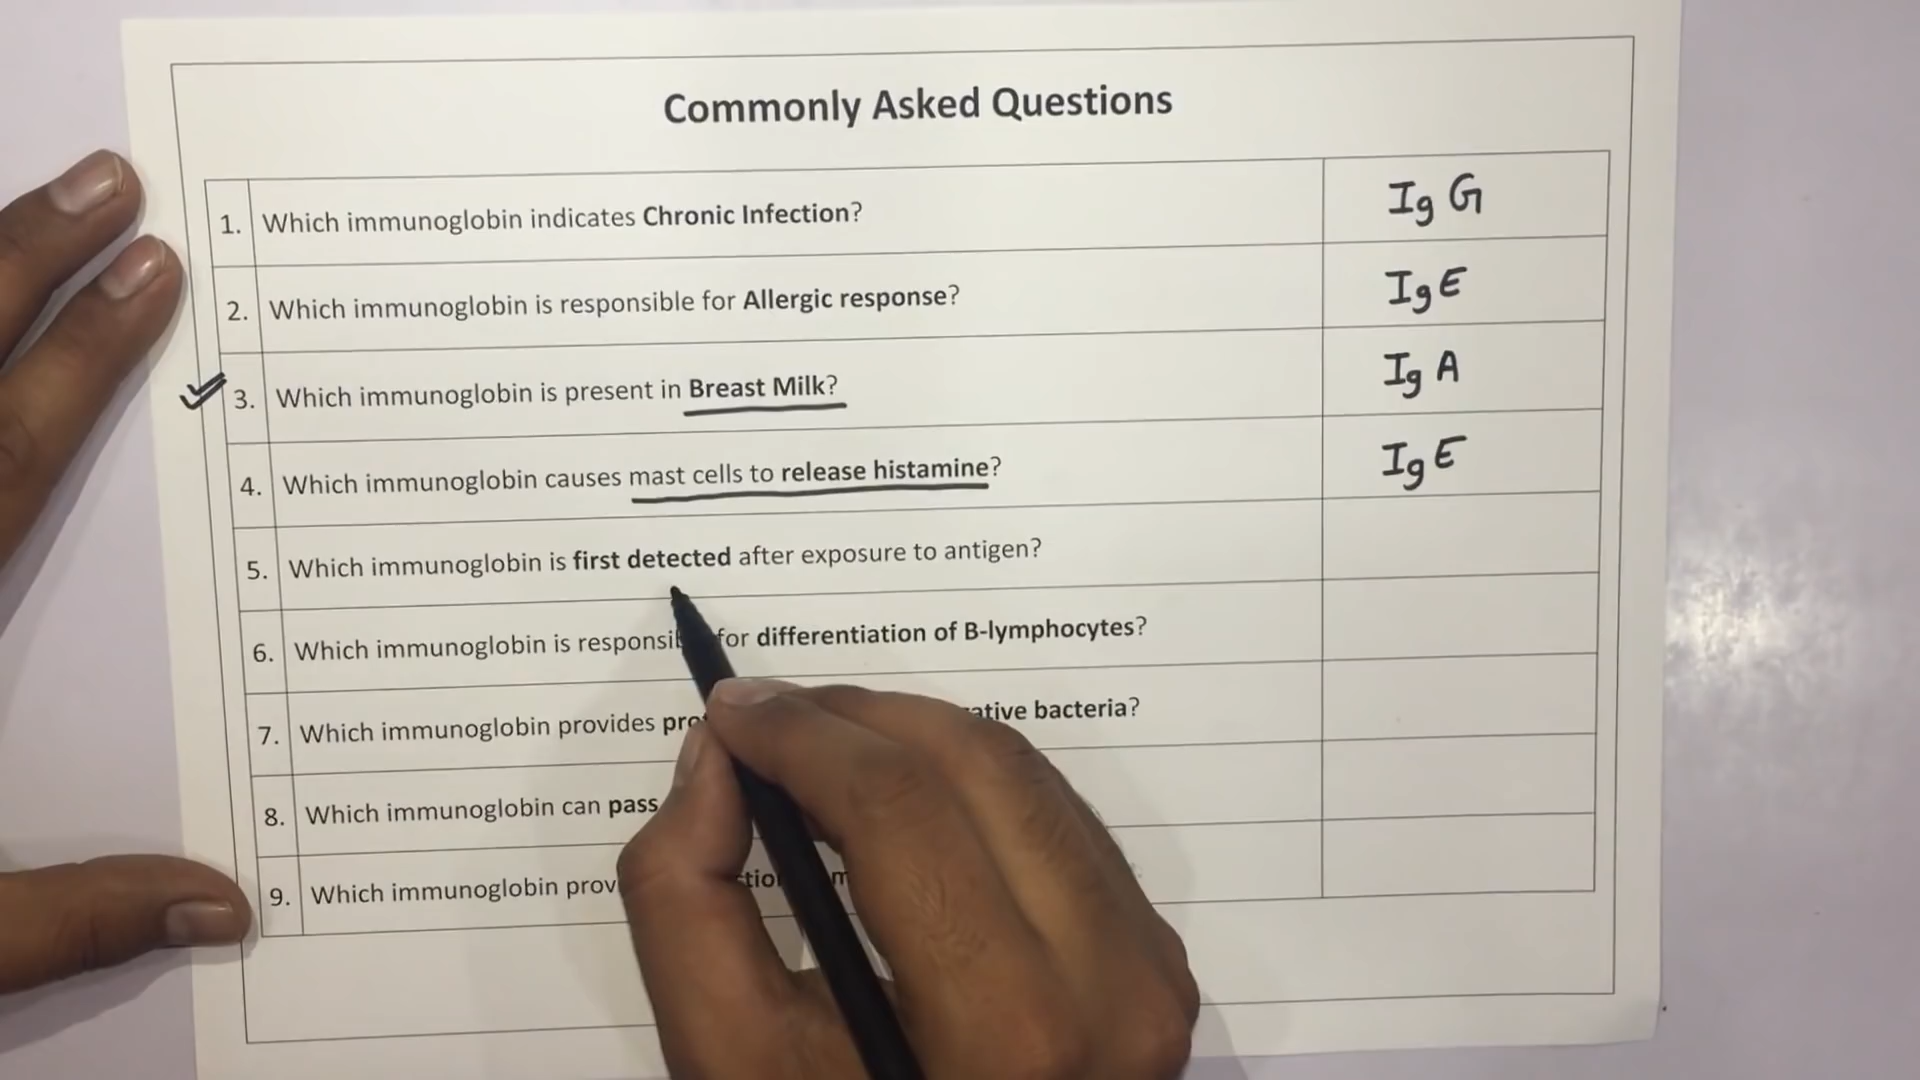 Commonly Asked Questions
1. Which immunoglobin indicates Chronic Infection? Ig G
2. Which immunoglobin is responsible for Allergic response? Ig E
3. Which immunoglobin is present in Breast Milk? Ig A
4. Which immunoglobin causes mast cells to release histamine? Ig E
5. Which immunoglobin is first detected after exposure to antigen?
6. Which immunoglobin is for differentiation of B-lymphocytes?
7. Which immunoglobin provides bacteria?
8. Which immunoglobin can pass
9. Which immunoglobin